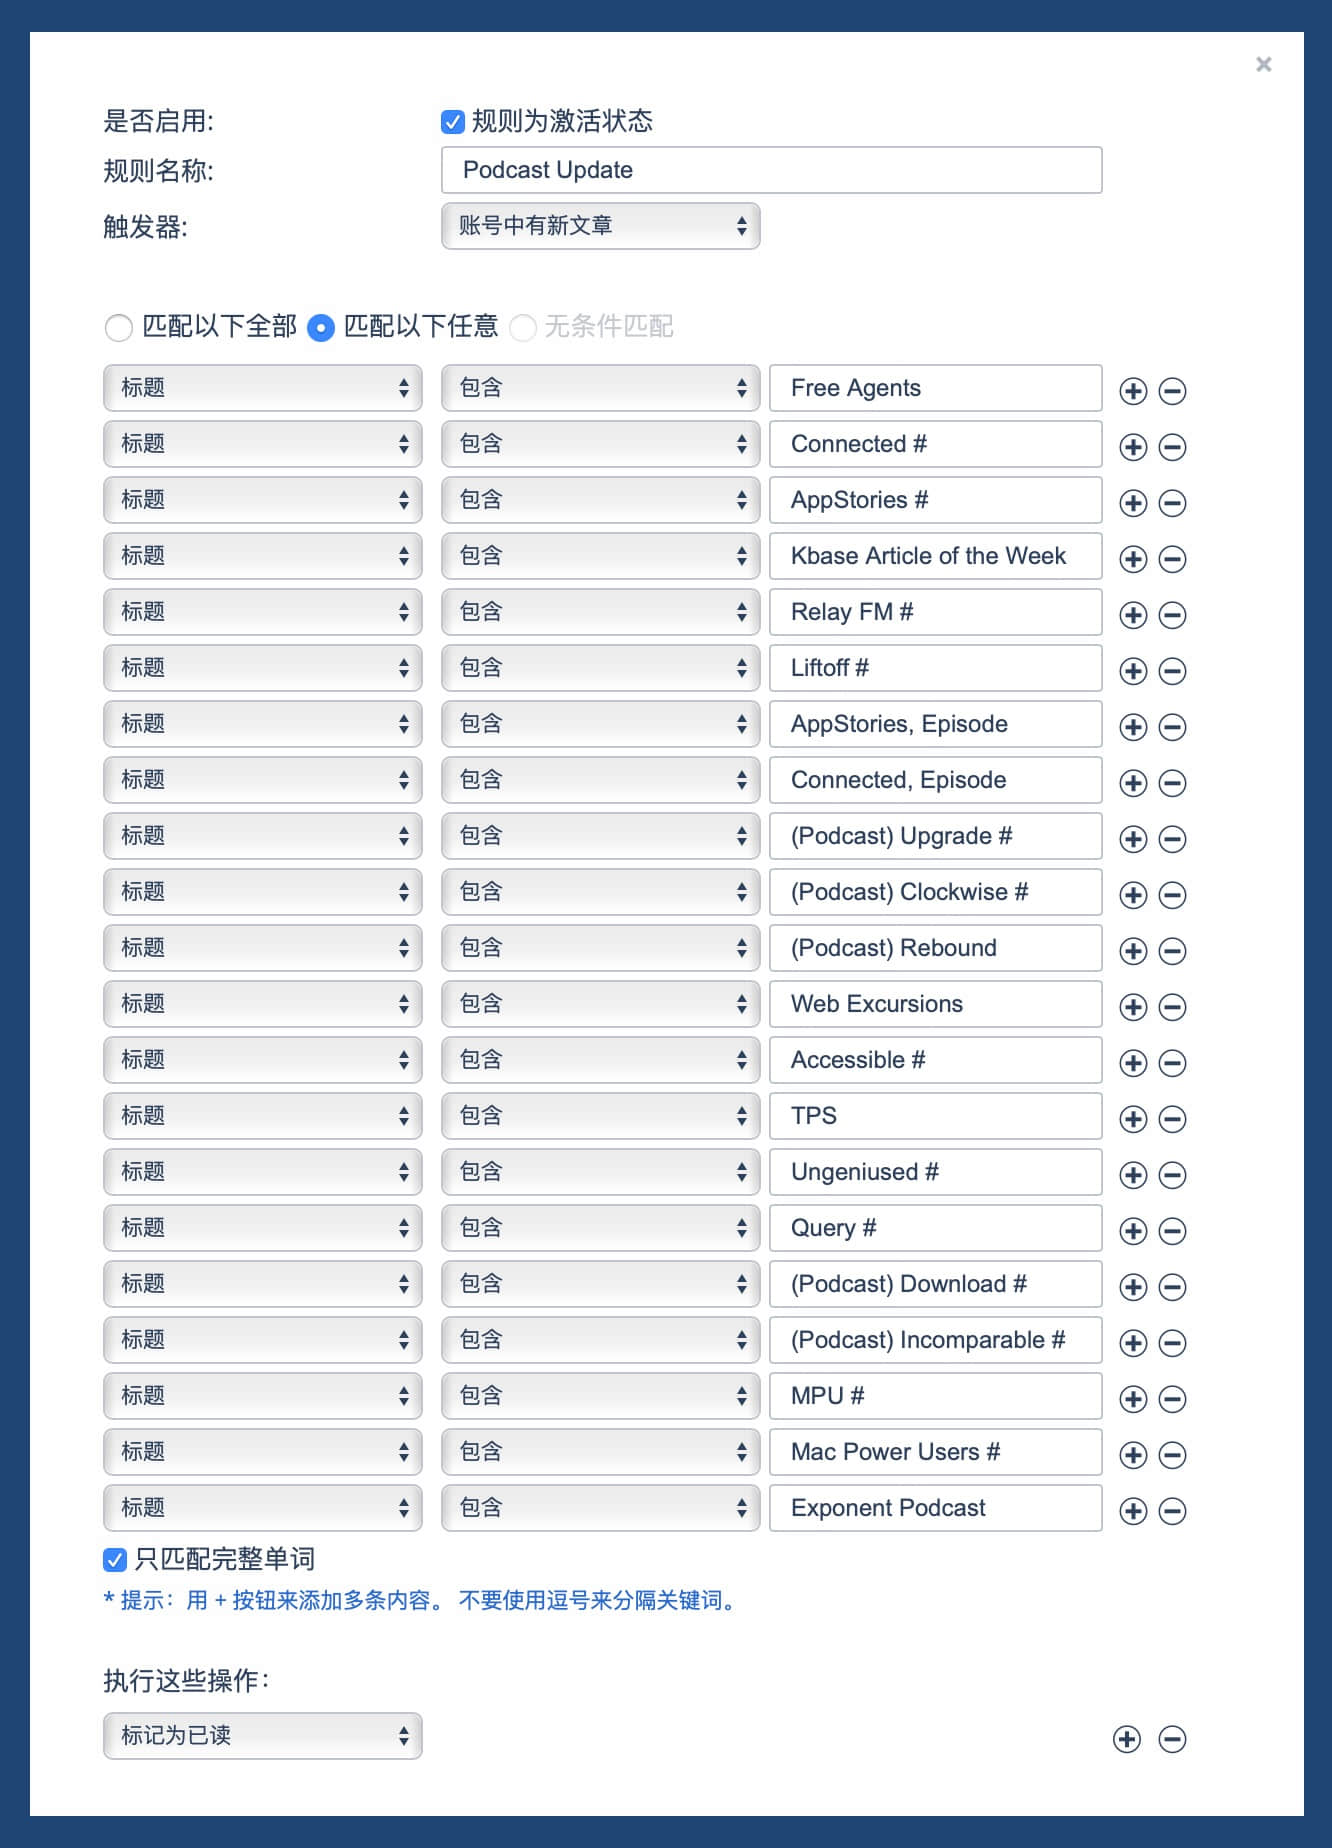 ×
是否启用: 规则为激活状态
规则名称: Podcast Update
触发器: 账号中有新文章
匹配以下全部 匹配以下任意 无条件匹配
标题 包含 Free Agents
标题 包含 Connected #
标题 包含 AppStories #
标题 包含 Kbase Article of the Week
标题 包含 Relay FM #
标题 包含 Liftoff #
标题 包含 AppStories, Episode
标题 包含 Connected, Episode
标题 包含 (Podcast) Upgrade #
标题 包含 (Podcast) Clockwise #
标题 包含 (Podcast) Rebound
标题 包含 Web Excursions
标题 包含 Accessible #
标题 包含 TPS
标题 包含 Ungeniused #
标题 包含 Query #
标题 包含 (Podcast) Download #
标题 包含 (Podcast) Incomparable #
标题 包含 MPU #
标题 包含 Mac Power Users #
标题 包含 Exponent Podcast
只匹配完整单词
* 提示：用 + 按钮来添加多条内容。 不要使用逗号来分隔关键词。
执行这些操作：
标记为已读